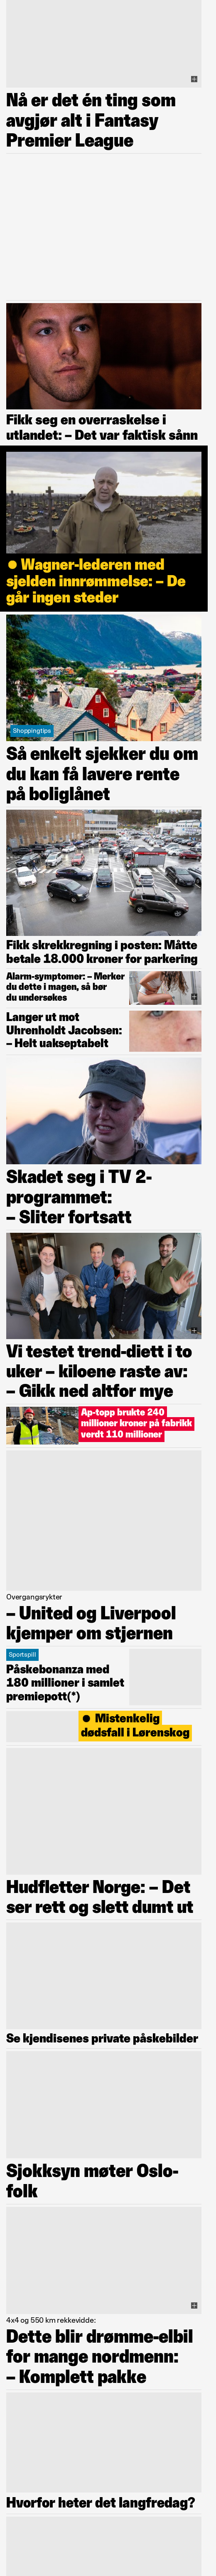 Nå er det én ting som
avgjør alt i Fantasy
Premier League
Fikk seg en overraskelse i
utlandet: – Det var faktisk sånn
● Wagner-lederen med
sjelden innrømmelse: – De
går ingen steder
Shoppingtips
Så enkelt sjekker du om
du kan få lavere rente
på boliglånet
Fikk skrekkregning i posten: Måtte
betale 18.000 kroner for parkering
Alarm-symptomer: – Merker
du dette i magen, så bør
du undersøkes
Langer ut mot
Uhrenholdt Jacobsen:
– Helt uakseptabelt
Skadet seg i TV 2-
programmet:
– Sliter fortsatt
Vi testet trend-diett i to
uker – kiloene raste av:
– Gikk ned altfor mye
Ap-topp brukte 240
millioner kroner på fabrikk
verdt 110 millioner
Overgangsrykter
– United og Liverpool
kjemper om stjernen
Sportspill
Påskebonanza med
180 millioner i samlet
premiepott(*)
● Mistenkelig
dødsfall i Lørenskog
Hudfletter Norge: – Det
ser rett og slett dumt ut
Se kjendisenes private påskebilder
Sjokksyn møter Oslo-
folk
4x4 og 550 km rekkevidde:
Dette blir drømme-elbil
for mange nordmenn:
– Komplett pakke
Hvorfor heter det langfredag?